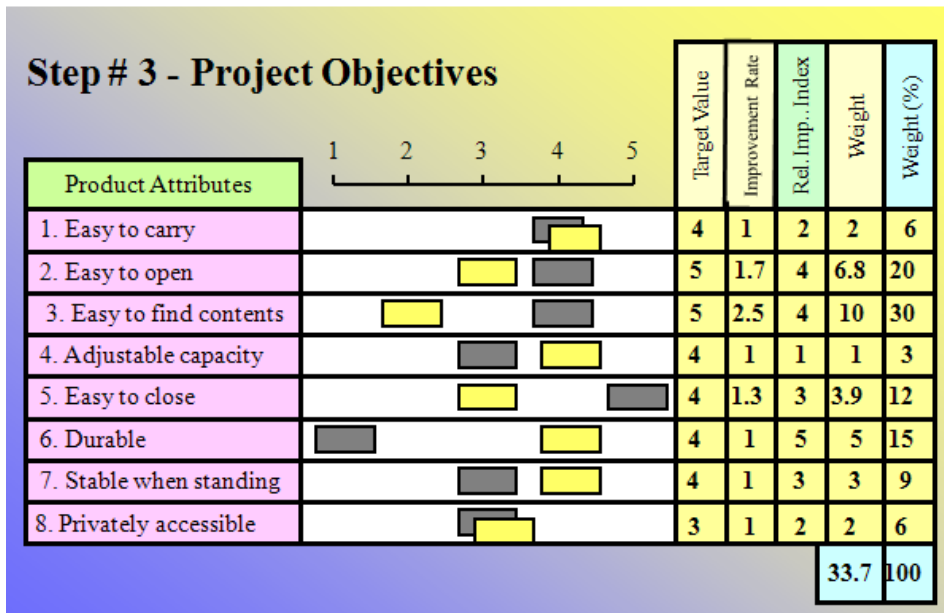 Step # 3 - Project Objectives
Target Value
Improvement Rate
Rel.Imp..Index
Weight
Weight (%)
1 2 3 4 5
Product Attributes
1. Easy to carry 4 1 2 2 6
2. Easy to open 5 1.7 4 6.8 20
3. Easy to find contents 5 2.5 4 10 30
4. Adjustable capacity 4 1 1 1 3
5. Easy to close 4 1.3 3 3.9 12
6. Durable 4 1 5 5 15
7. Stable when standing 4 1 3 3 9
8. Privately accessible 3 1 2 2 6
33.7 100